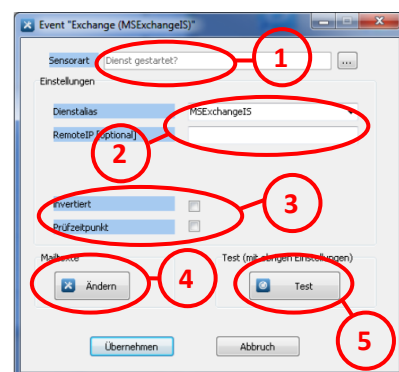 Event "Exchange (MSExchangeIS)"
Sensorart Dienst gestartet? ...
1
Einstellungen
Dienstalias MSExchangeIS
RemoteIP [optional]
2
Invertiert
3
Prüfzeitpunkt
Mailtexte Test (mit obrigen Einstellungen)
Ändern 4 Test
5
Übernehmen Abbruch